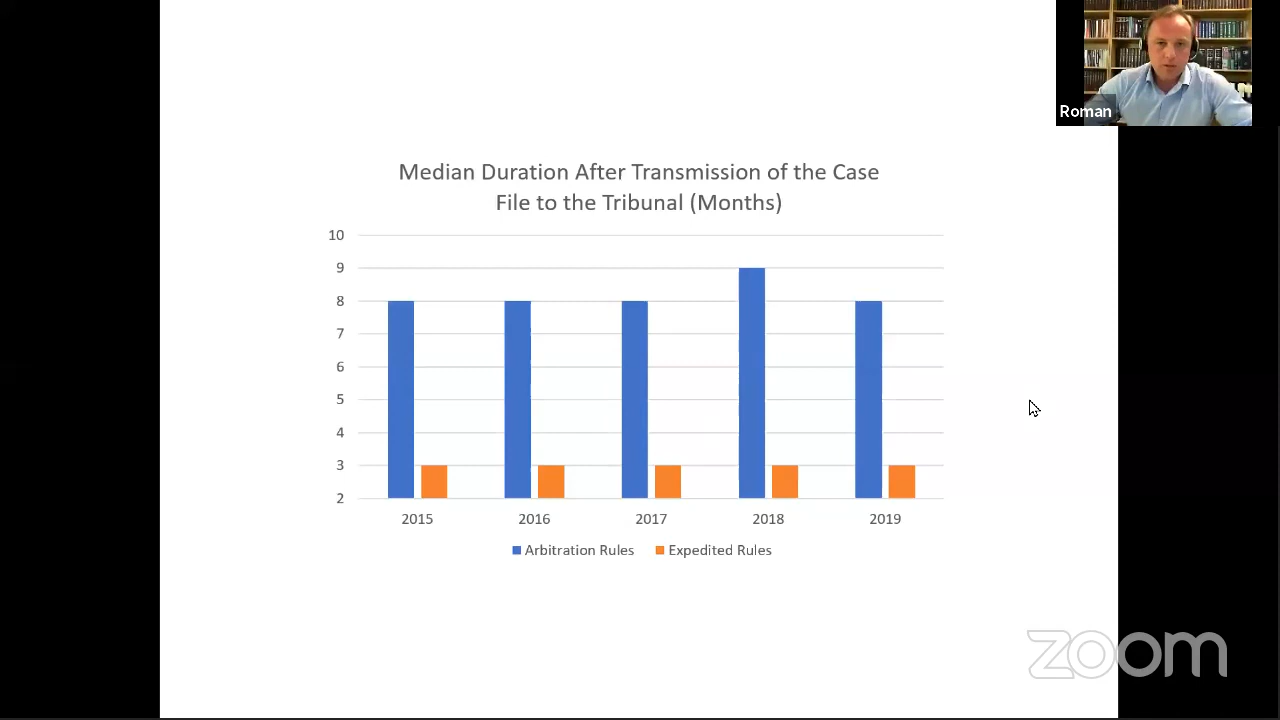 Roman
Median Duration After Transmission of the Case
File to the Tribunal (Months)
10
9
8
7
6
5
4
3
2
2015 2016 2017 2018 2019
Arbitration Rules Expedited Rules
zoom